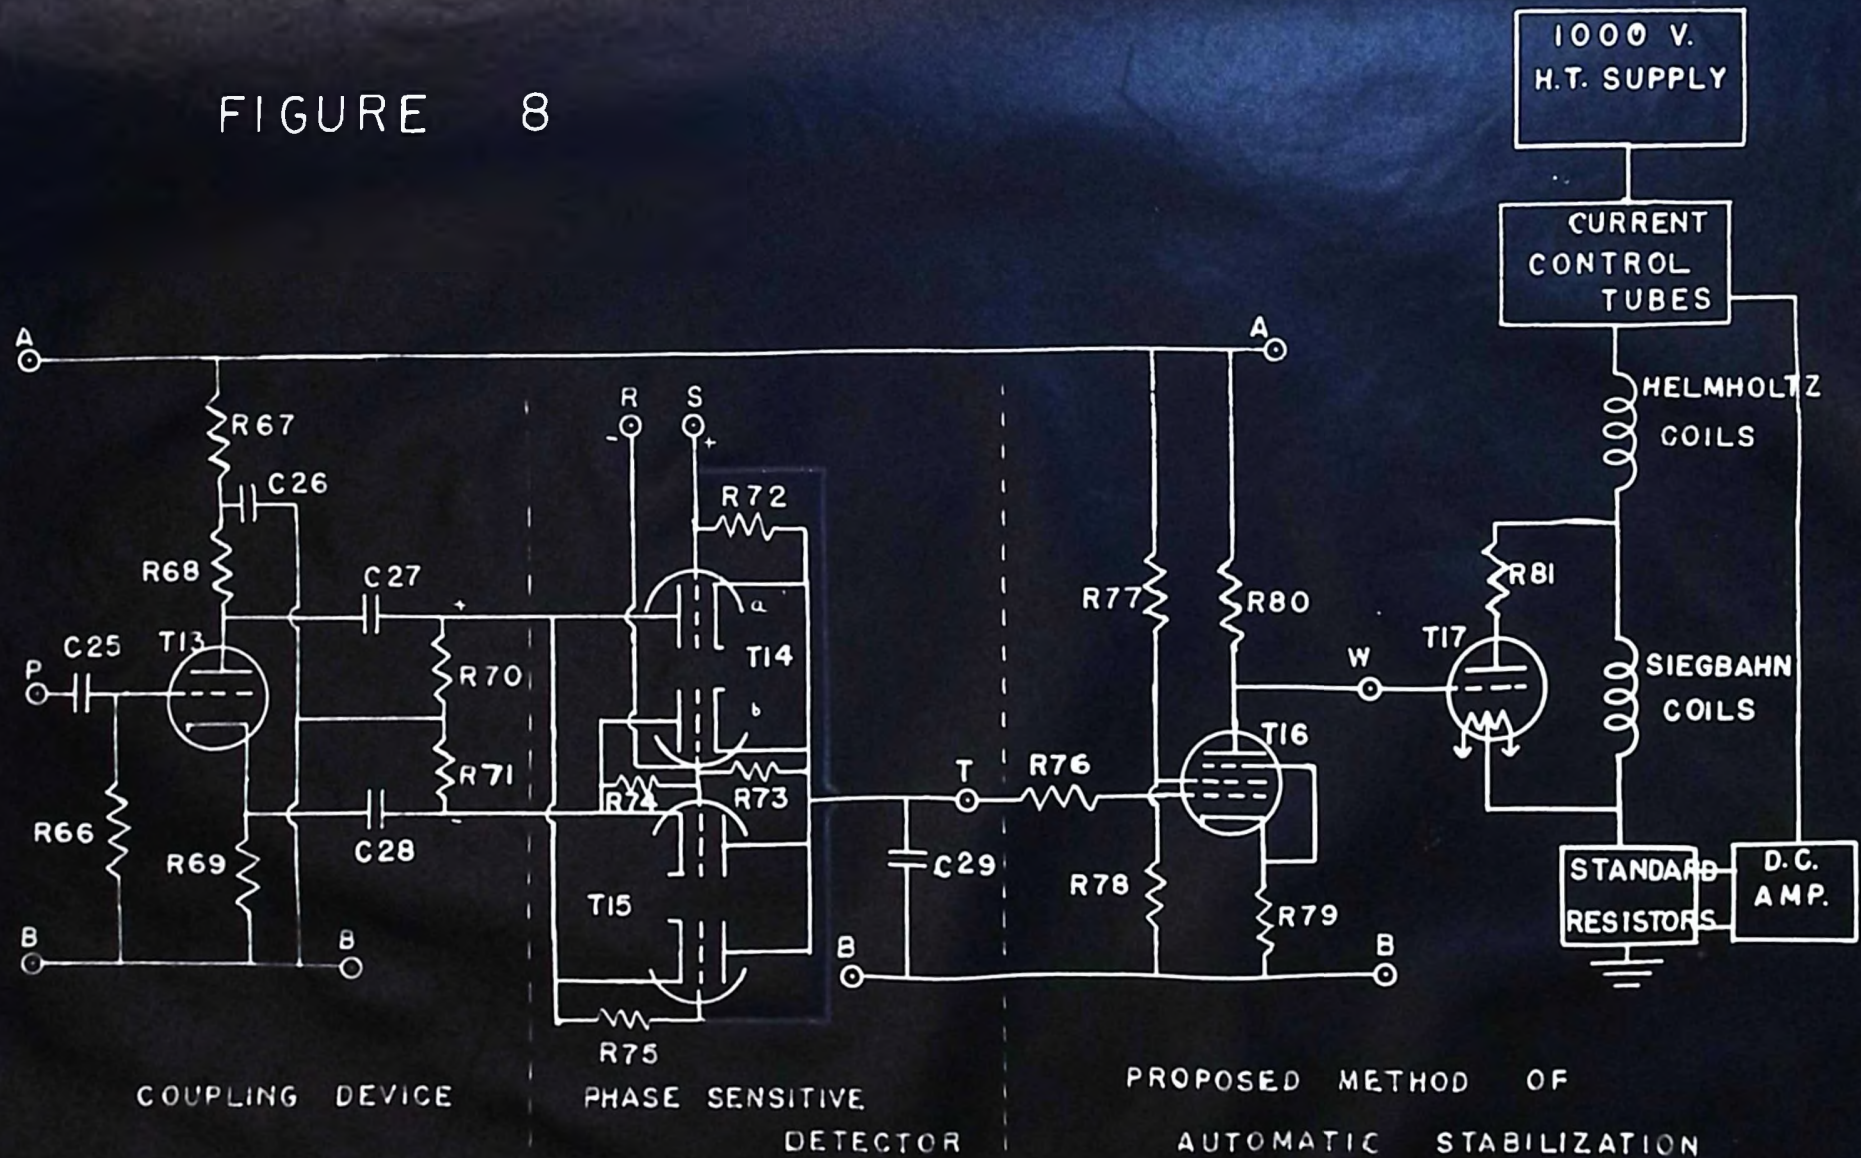 FIGURE 8
1000 V.
H.T. SUPPLY
CURRENT
CONTROL
TUBES
A
A
HELMHOLTZ
COILS
R
S
-
+
R67
C26
R72
R68
C27
+
a
R77
R80
R81
P
C25
T13
T14
R70
b
W
T17
SIEGBAHN
COILS
T16
R71
R74
R73
T
R76
R66
-
C28
R69
C29
R78
STANDARD
RESISTORS
D.C.
AMP.
T15
R79
B
B
B
B
R75
COUPLING DEVICE
PHASE SENSITIVE
DETECTOR
PROPOSED METHOD OF
AUTOMATIC STABILIZATION